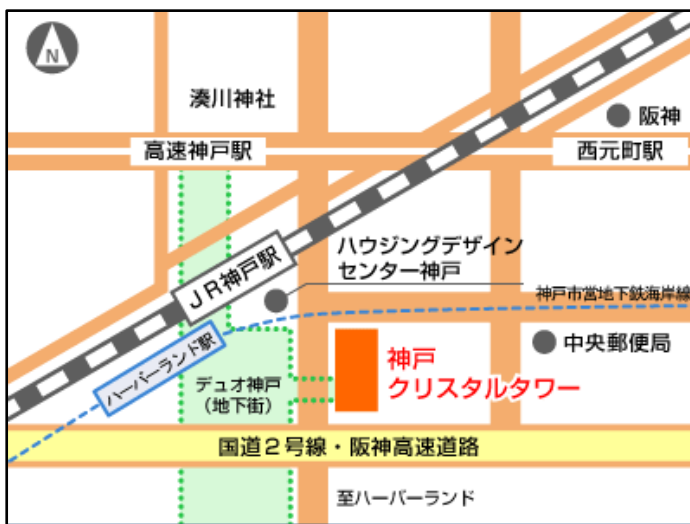 N
湊川神社
阪神
高速神戸駅
西元町駅
ハウジングデザイン
センター神戸
JR神戸駅
神戸市営地下鉄海岸線
ハーバーランド駅
中央郵便局
神戸
クリスタルタワー
デュオ神戸
(地下街)
国道2号線・阪神高速道路
至ハーバーランド